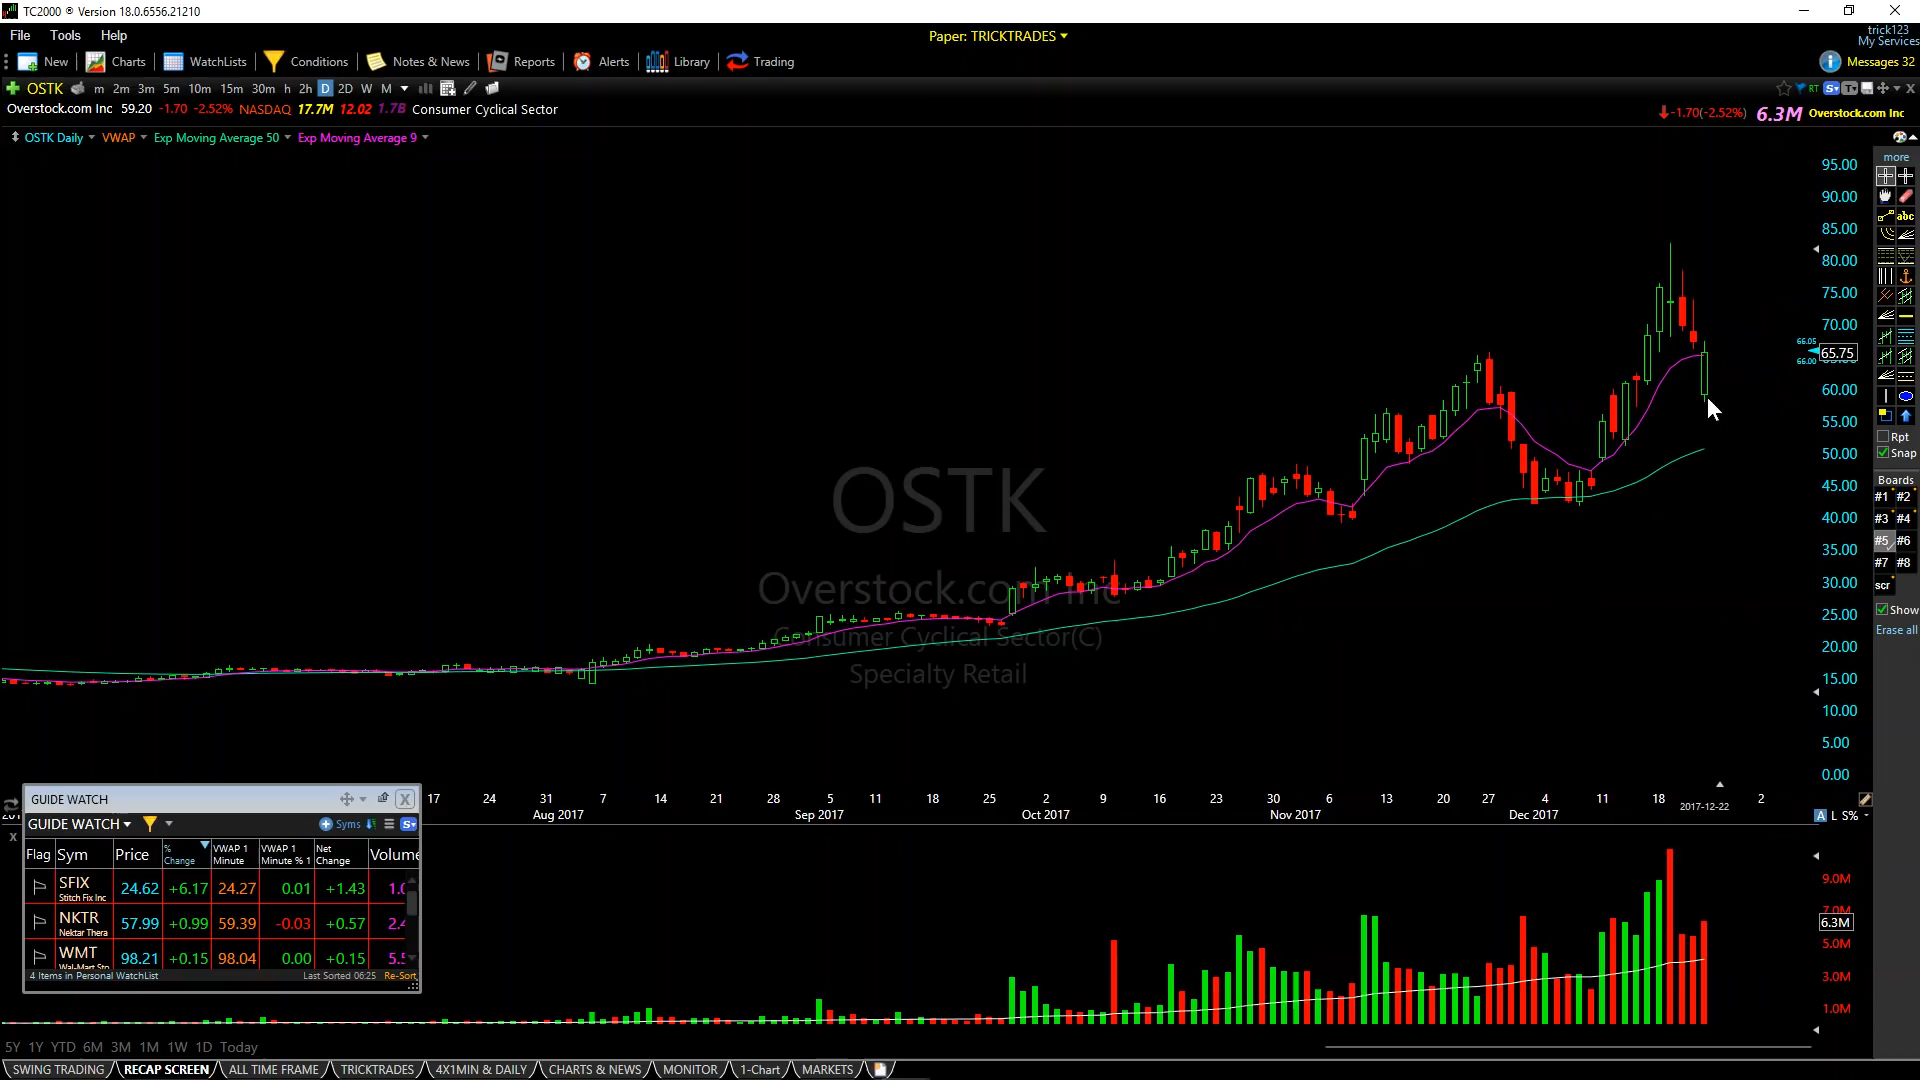 TC2000 ® Version 18.0.6556.21210
File Tools Help
Paper: TRICKTRADES
trick123
My Services
New Charts WatchLists Conditions Notes & News Reports Alerts Library Trading
Messages 32
OSTK m 2m 3m 5m 10m 15m 30m h 2h D 2D W M
RT S T
Overstock.com Inc 59.20 -1.70 -2.52% NASDAQ 17.7M 12.02 1.7B Consumer Cyclical Sector
-1.70(-2.52%) 6.3M Overstock.com Inc
OSTK Daily VWAP Exp Moving Average 50 Exp Moving Average 9
more
abc
95.00
90.00
85.00
80.00
75.00
70.00
66.05
65.75
66.00
60.00
55.00
50.00
45.00
40.00
35.00
30.00
25.00
20.00
15.00
10.00
5.00
0.00
OSTK
Overstock.com Inc
Consumer Cyclical Sector(C)
Specialty Retail
Rpt
Snap
Boards
#1 #2
#3 #4
#5 #6
#7 #8
scr
Show
Erase all
17 24 31 7 14 21 28 5 11 18 25 2 9 16 23 30 6 13 20 27 4 11 18 2017-12-22 2
Aug 2017 Sep 2017 Oct 2017 Nov 2017 Dec 2017
A L S%
GUIDE WATCH
X
GUIDE WATCH Syms S
Flag Sym Price % Change VWAP 1 Minute VWAP 1 Minute % 1 Net Change Volume
SFIX 24.62 +6.17 24.27 0.01 +1.43
Stitch Fix Inc
NKTR 57.99 +0.99 59.39 -0.03 +0.57
Nektar Thera
WMT 98.21 +0.15 98.04 0.00 +0.15
4 Items in Personal WatchList Last Sorted 06:25 Re-Sort
9.0M
7.0M
6.3M
5.0M
3.0M
1.0M
5Y 1Y YTD 6M 3M 1M 1W 1D Today
SWING TRADING RECAP SCREEN ALL TIME FRAME TRICKTRADES 4X1MIN & DAILY CHARTS & NEWS MONITOR 1-Chart MARKETS